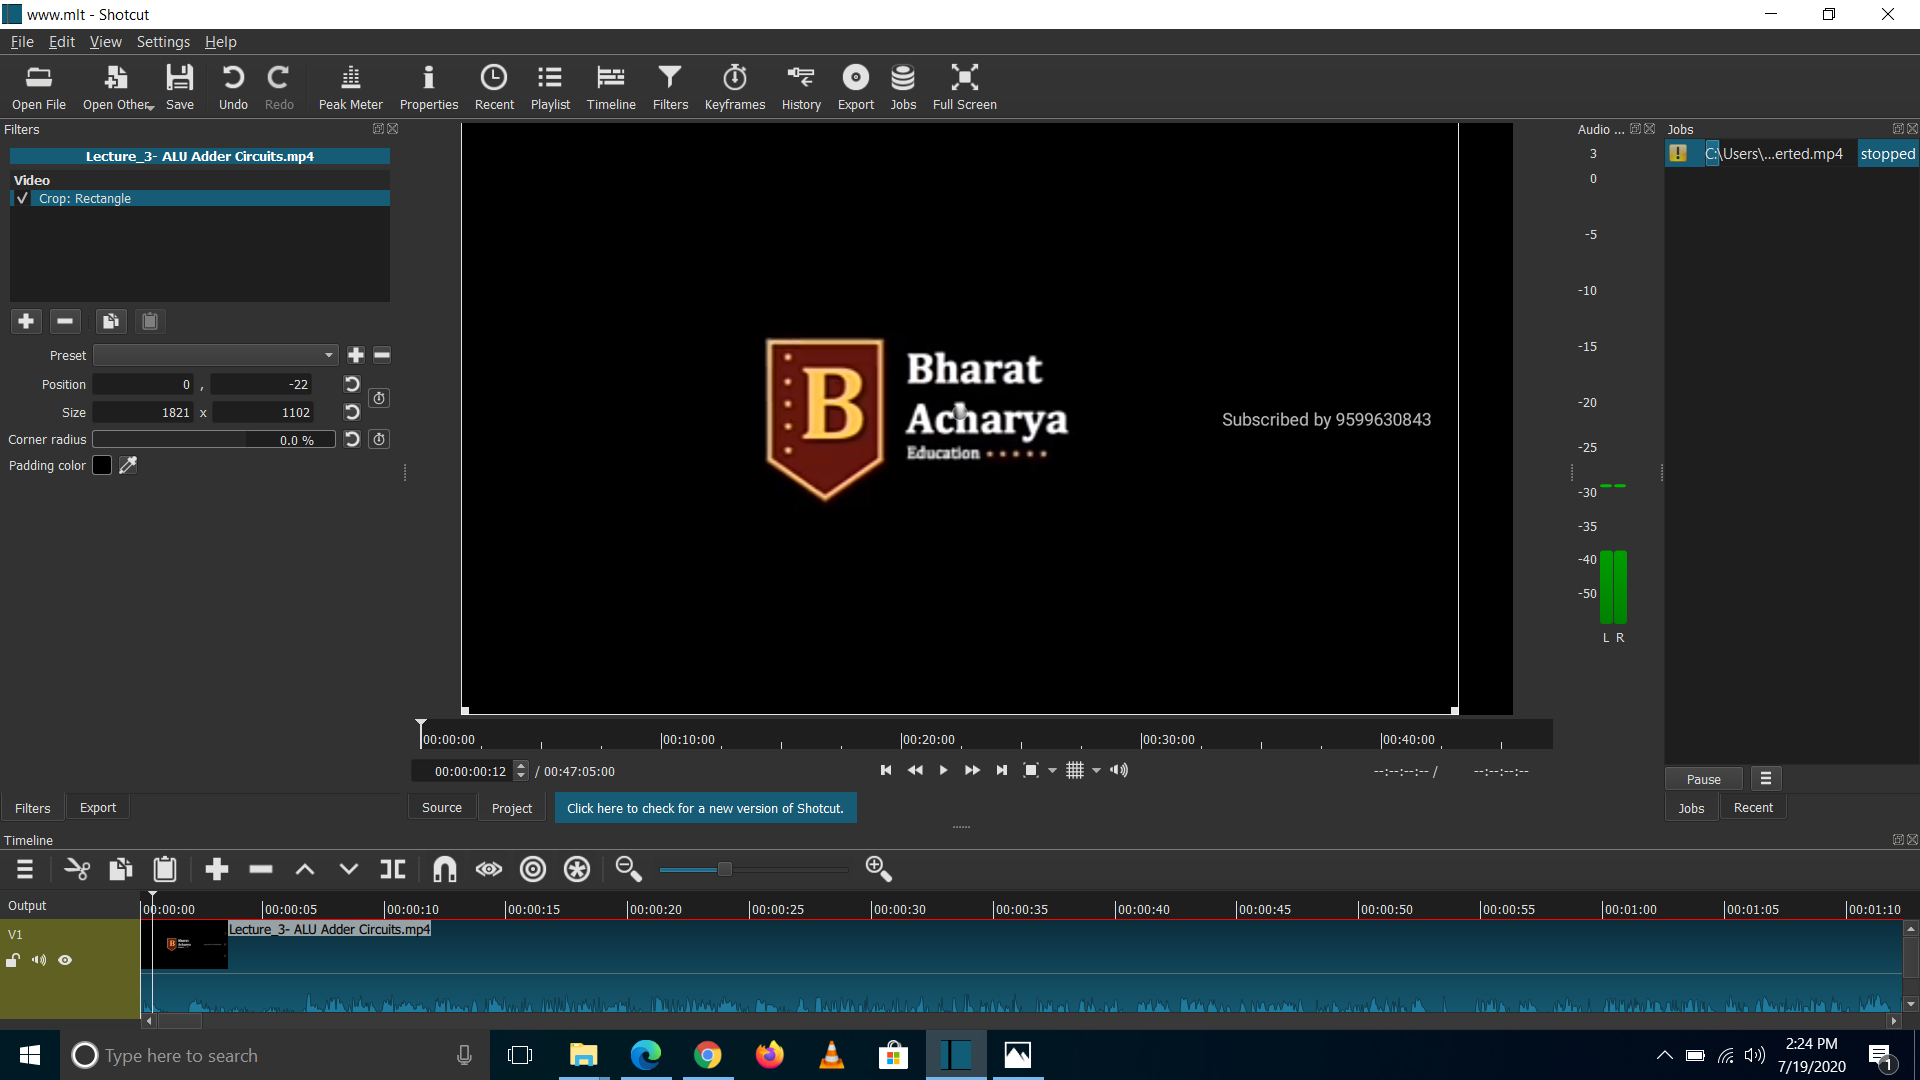 www.mlt - Shotcut
File Edit View Settings Help
Open File Open Other Save Undo Redo Peak Meter Properties Recent Playlist Timeline Filters Keyframes History Export Jobs Full Screen
Filters
Lecture_3- ALU Adder Circuits.mp4
Video
Crop: Rectangle
Preset
Position 0 , -22
Size 1821 x 1102
Corner radius 0.0 %
Padding color
Filters Export
B
Bharat
Acharya
Education
Subscribed by 9599630843
00:00:00 00:10:00 00:20:00 00:30:00 00:40:00
00:00:00:12 / 00:47:05:00
--:--:--:-- / --:--:--:--
Source Project Click here to check for a new version of Shotcut.
Audio ...
3
0
-5
-10
-15
-20
-25
-30
-35
-40
-50
L R
Jobs
C:\Users\...erted.mp4 stopped
Pause
Jobs Recent
Timeline
Output
00:00:00 00:00:05 00:00:10 00:00:15 00:00:20 00:00:25 00:00:30 00:00:35 00:00:40 00:00:45 00:00:50 00:00:55 00:01:00 00:01:05 00:01:10
V1
Lecture_3- ALU Adder Circuits.mp4
Type here to search
2:24 PM
7/19/2020
1